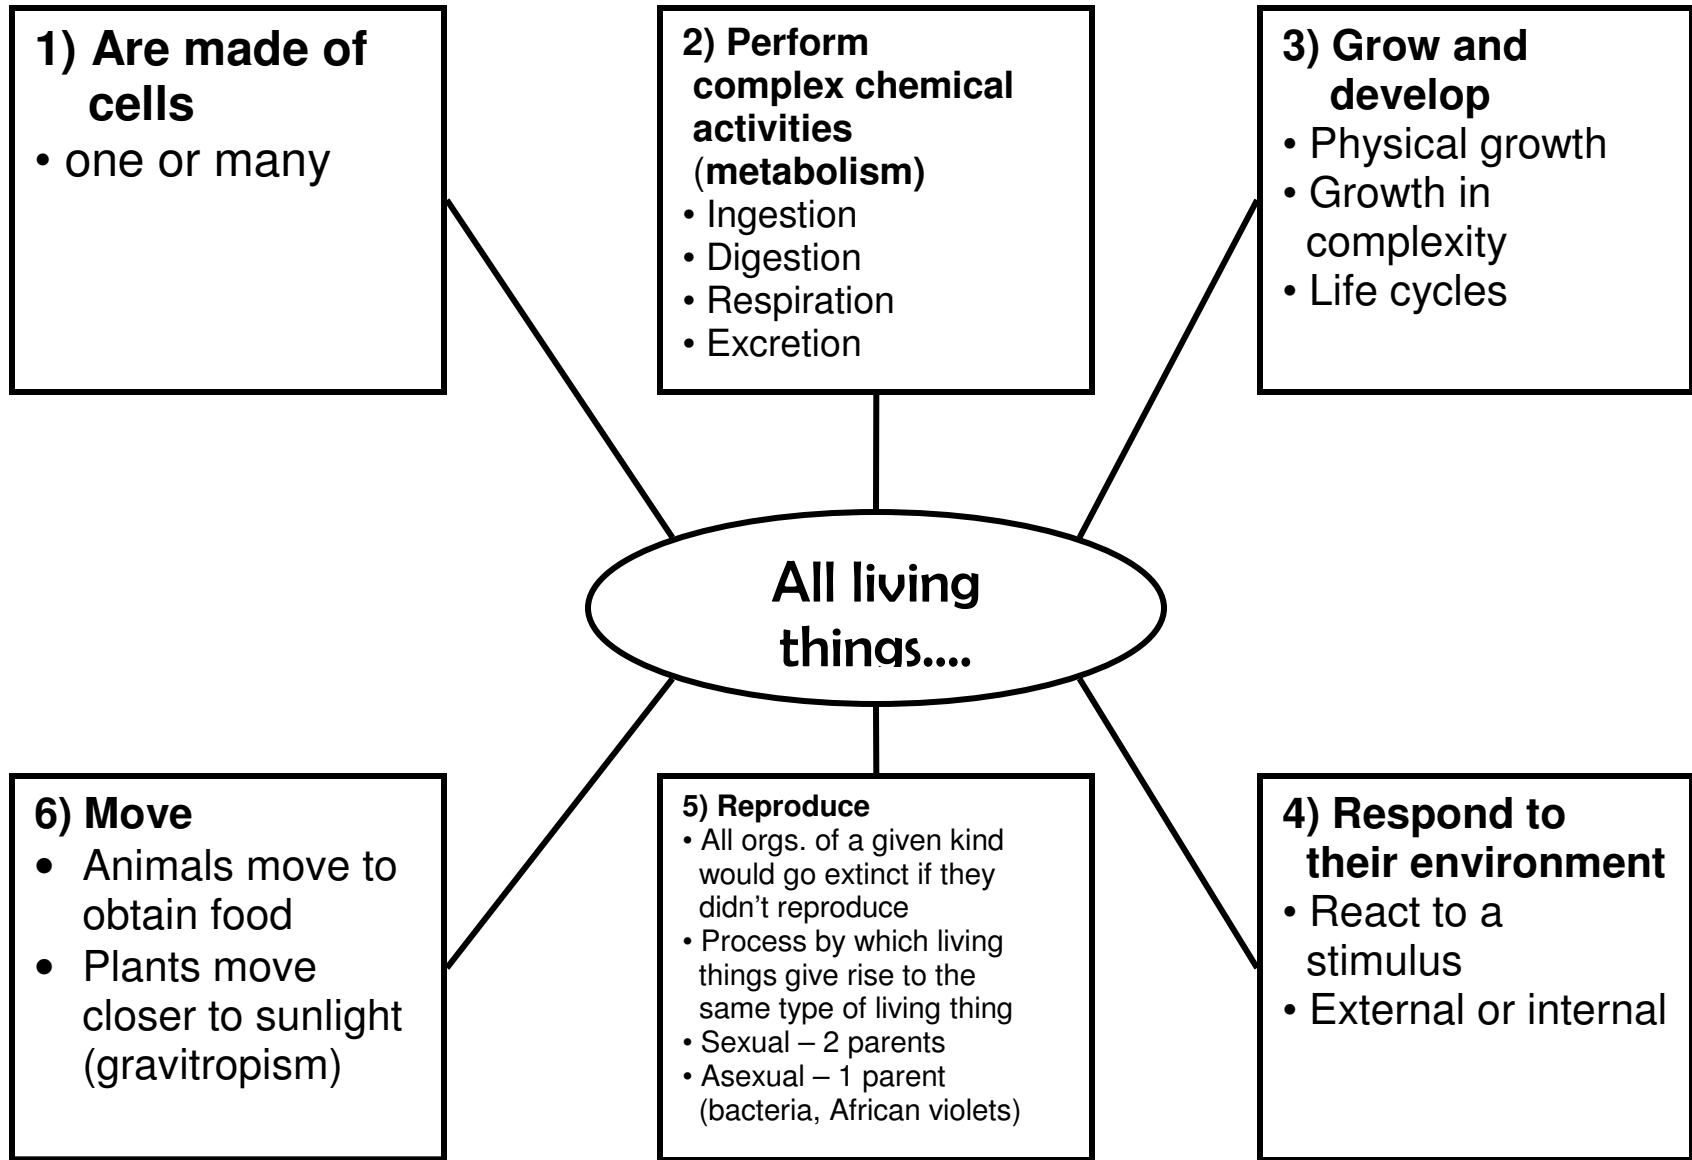 1) Are made of
cells
• one or many
2) Perform
complex chemical
activities
(metabolism)
• Ingestion
• Digestion
• Respiration
• Excretion
3) Grow and
develop
• Physical growth
• Growth in
complexity
• Life cycles
All living
things....
6) Move
• Animals move to
obtain food
• Plants move
closer to sunlight
(gravitropism)
5) Reproduce
• All orgs. of a given kind
would go extinct if they
didn’t reproduce
• Process by which living
things give rise to the
same type of living thing
• Sexual – 2 parents
• Asexual – 1 parent
(bacteria, African violets)
4) Respond to
their environment
• React to a
stimulus
• External or internal